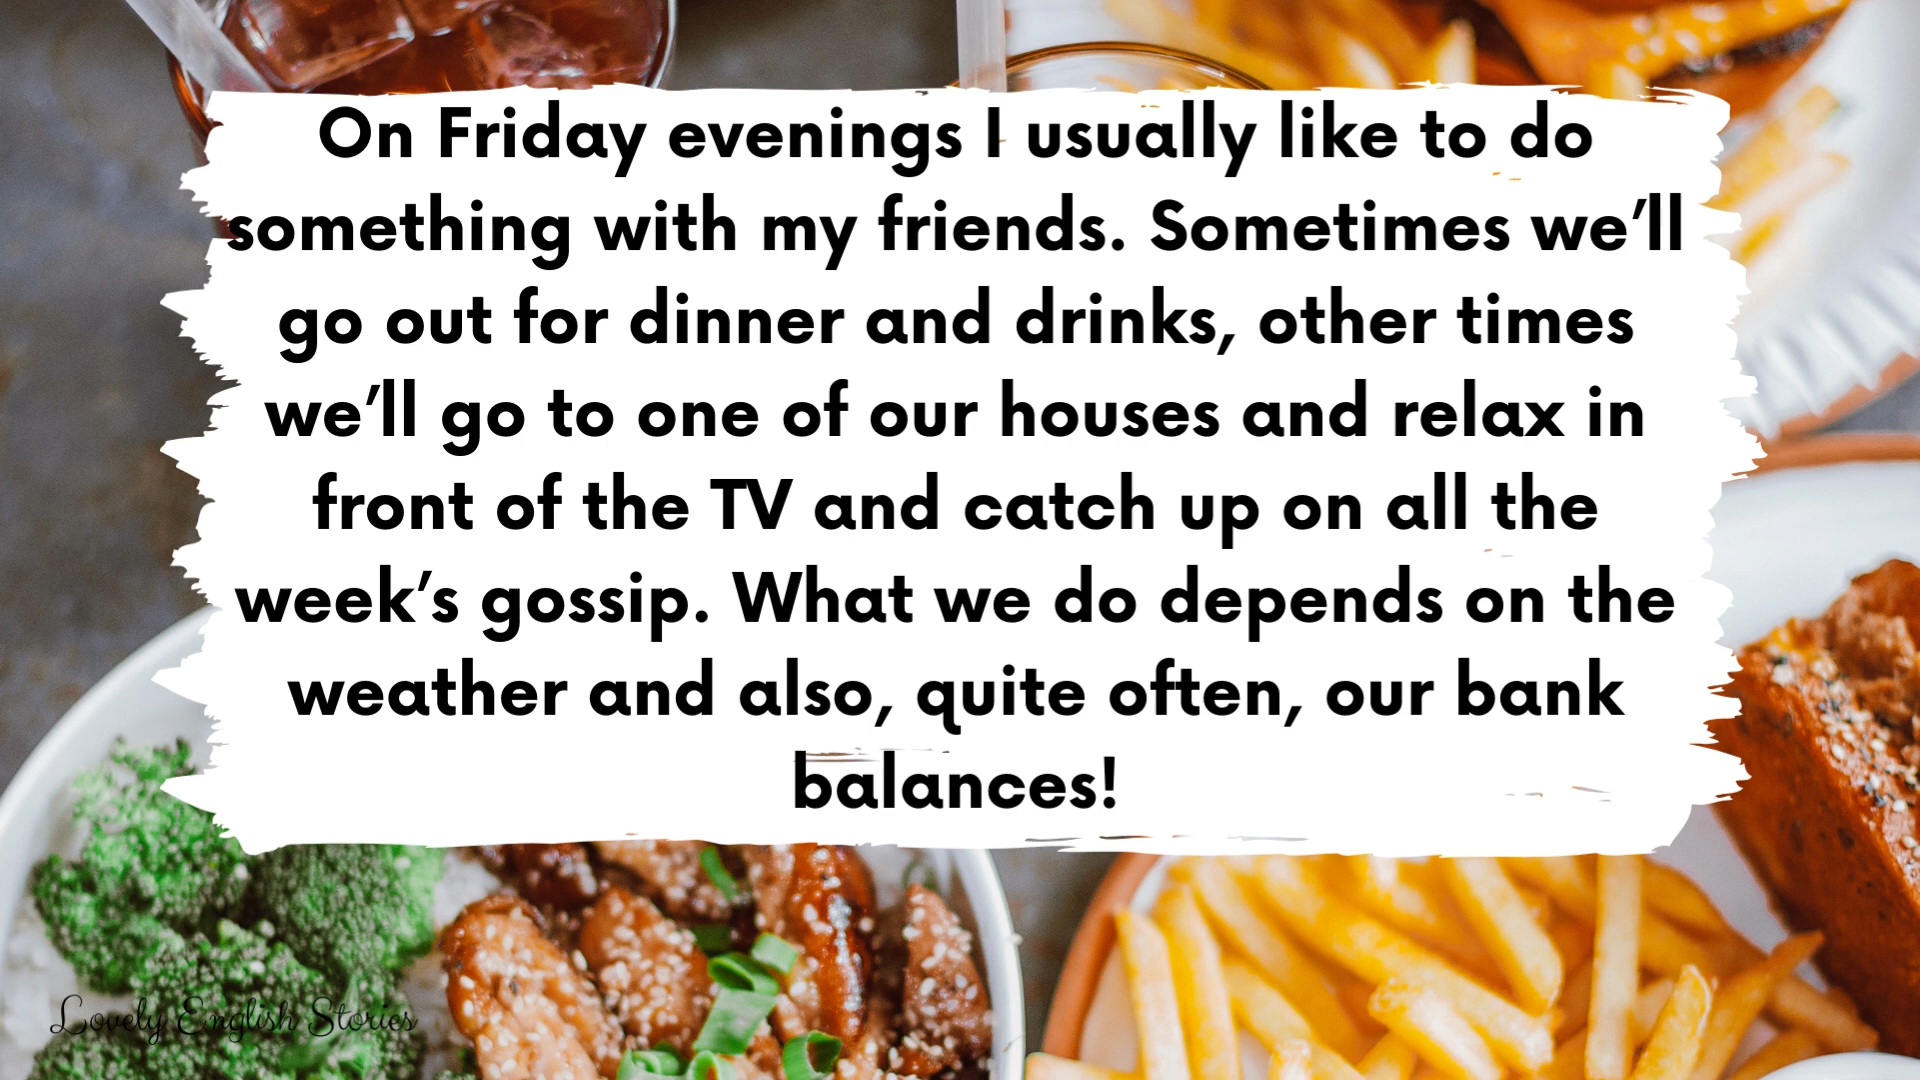 On Friday evenings I usually like to do
something with my friends. Sometimes we’ll
go out for dinner and drinks, other times
we’ll go to one of our houses and relax in
front of the TV and catch up on all the
week’s gossip. What we do depends on the
weather and also, quite often, our bank
balances!
Lovely English Stories